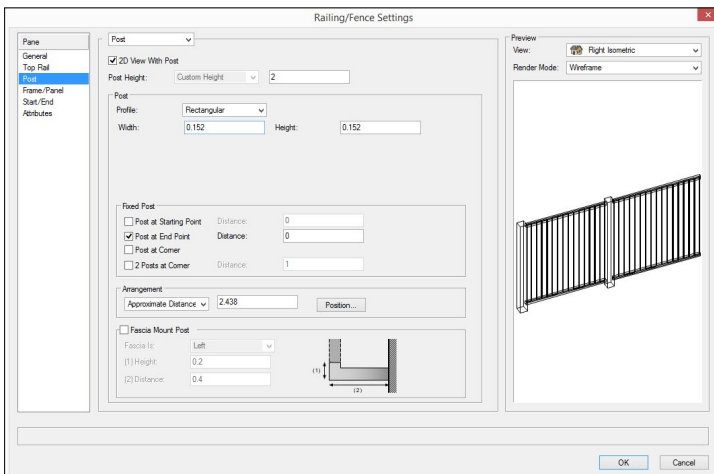 Railing/Fence Settings
Pane
General
Top Rail
Post
Frame/Panel
Start/End
Attributes
Post
2D View With Post
Post Height: Custom Height 2
Post
Profile: Rectangular
Width: 0.152 Height: 0.152
Fixed Post
Post at Starting Point Distance: 0
Post at End Point Distance: 0
Post at Corner
2 Posts at Corner Distance: 1
Arrangement
Approximate Distance 2.438 Position...
Fascia Mount Post
Fascia Is: Left
(1) Height: 0.2
(2) Distance: 0.4
(1)
(2)
Preview
View: Right Isometric
Render Mode: Wireframe
OK Cancel